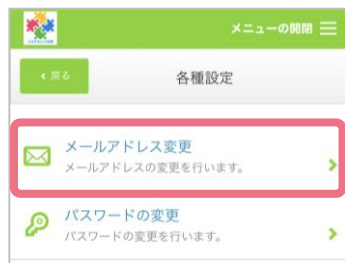 メニューの開閉
戻る
各種設定
メールアドレス変更
メールアドレスの変更を行います。
パスワードの変更
パスワードの変更を行います。